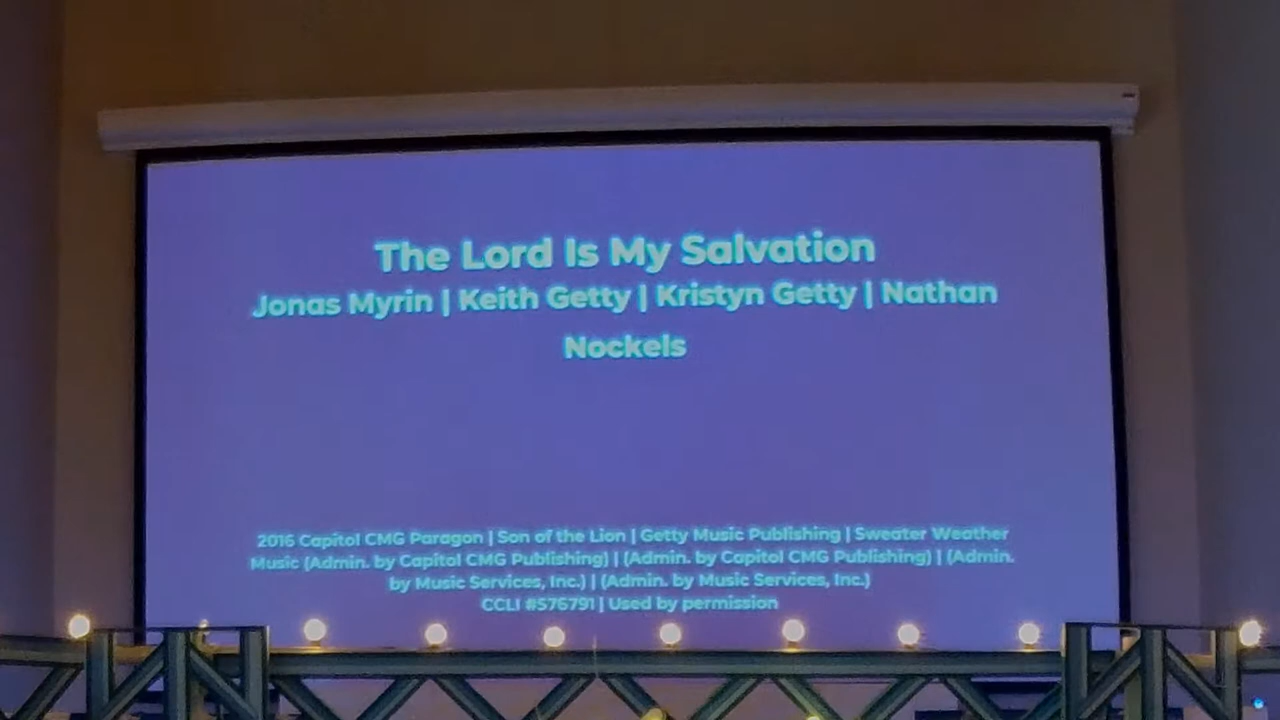 The Lord Is My Salvation
Jonas Myrin | Keith Getty | Kristyn Getty | Nathan
Nockels
2016 Capitol CMG Paragon | Son of the Lion | Getty Music Publishing | Sweater Weather
Music (Admin. by Capitol CMG Publishing) | (Admin. by Capitol CMG Publishing) | (Admin.
by Music Services, Inc.) | (Admin. by Music Services, Inc.)
CCLI #576791 | Used by permission